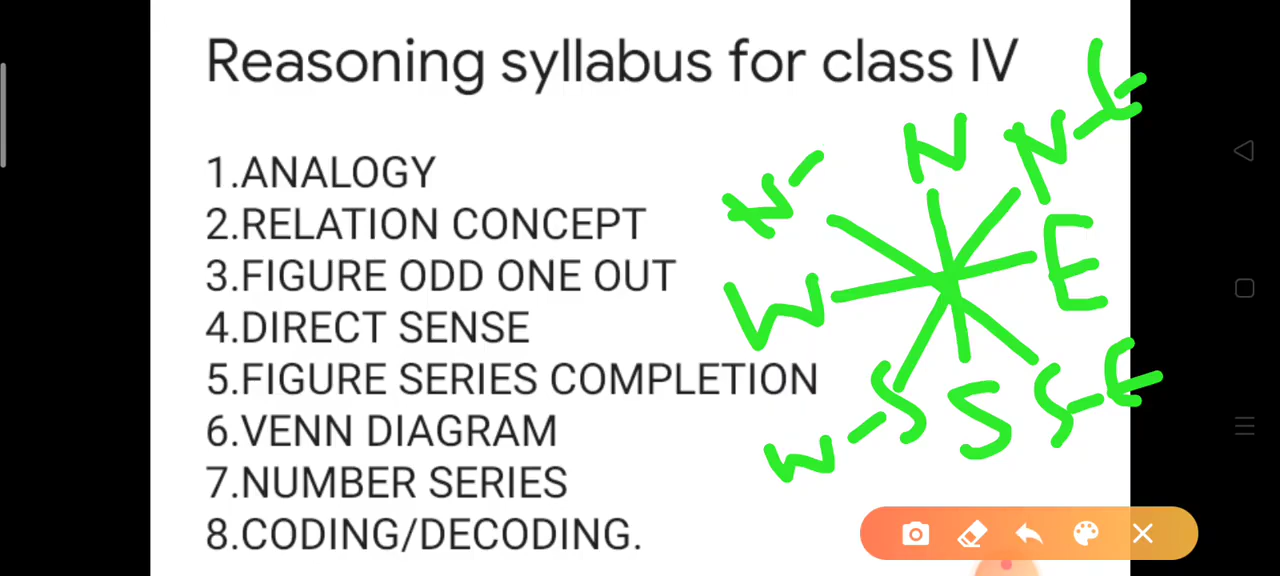 Reasoning syllabus for class IV
1.ANALOGY
2.RELATION CONCEPT
3.FIGURE ODD ONE OUT
4.DIRECT SENSE
5.FIGURE SERIES COMPLETION
6.VENN DIAGRAM
7.NUMBER SERIES
8.CODING/DECODING.
N-
N
N-E
W
E
W-S
S
S-E